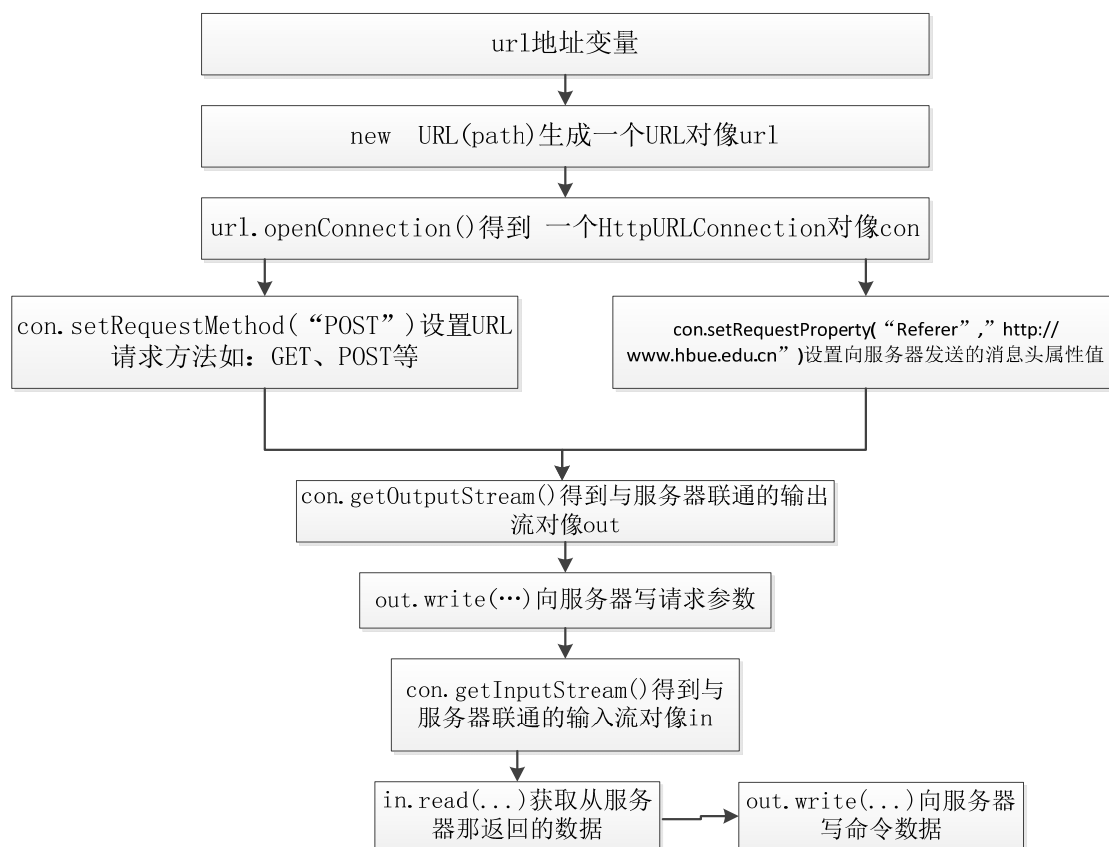 url地址变量
new URL(path)生成一个URL对像url
url.openConnection()得到 一个HttpURLConnection对像con
con.setRequestMethod(“POST”)设置URL
请求方法如：GET、POST等
con.setRequestProperty(“Referer”,”http://
www.hbue.edu.cn”)设置向服务器发送的消息头属性值
con.getOutputStream()得到与服务器联通的输出
流对像out
out.write(…)向服务器写请求参数
con.getInputStream()得到与
服务器联通的输入流对像in
in.read(...)获取从服务
器那返回的数据
out.write(...)向服务器
写命令数据